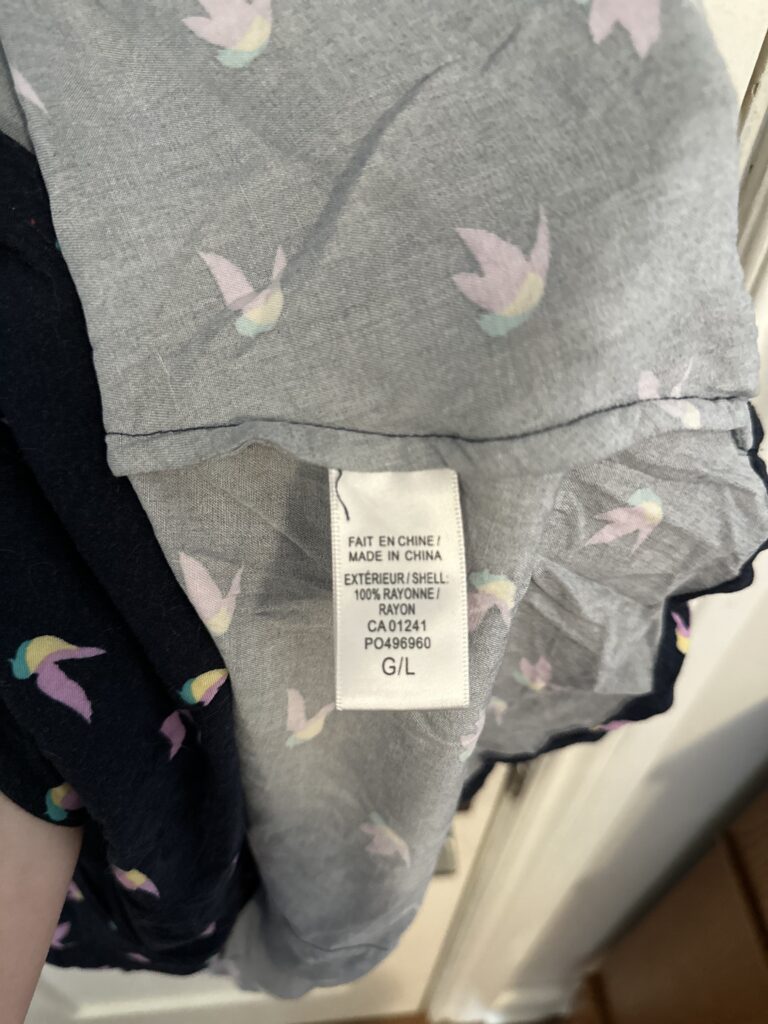 FAIT EN CHINE /
MADE IN CHINA
EXTÉRIEUR / SHELL:
100% RAYONNE /
RAYON
CA 01241
PO496960
G/L